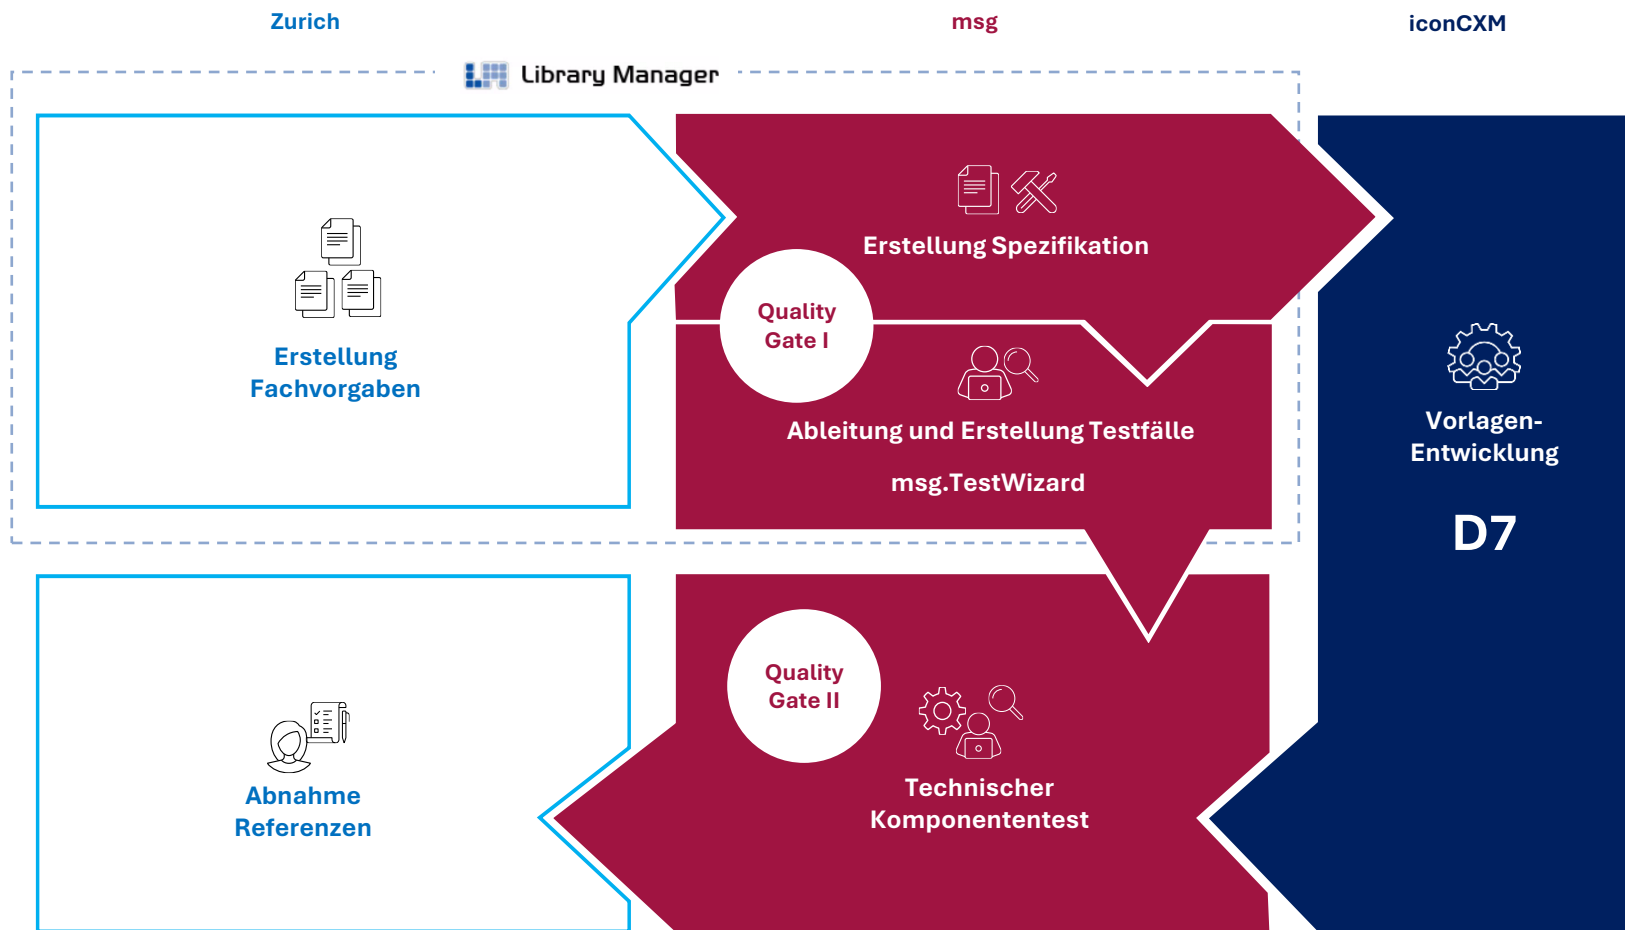 Zurich
msg
iconCXM
Library Manager
Erstellung Spezifikation
Quality
Gate I
Erstellung
Fachvorgaben
Ableitung und Erstellung Testfälle
msg.TestWizard
Vorlagen-
Entwicklung
D7
Quality
Gate II
Abnahme
Referenzen
Technischer
Komponententest